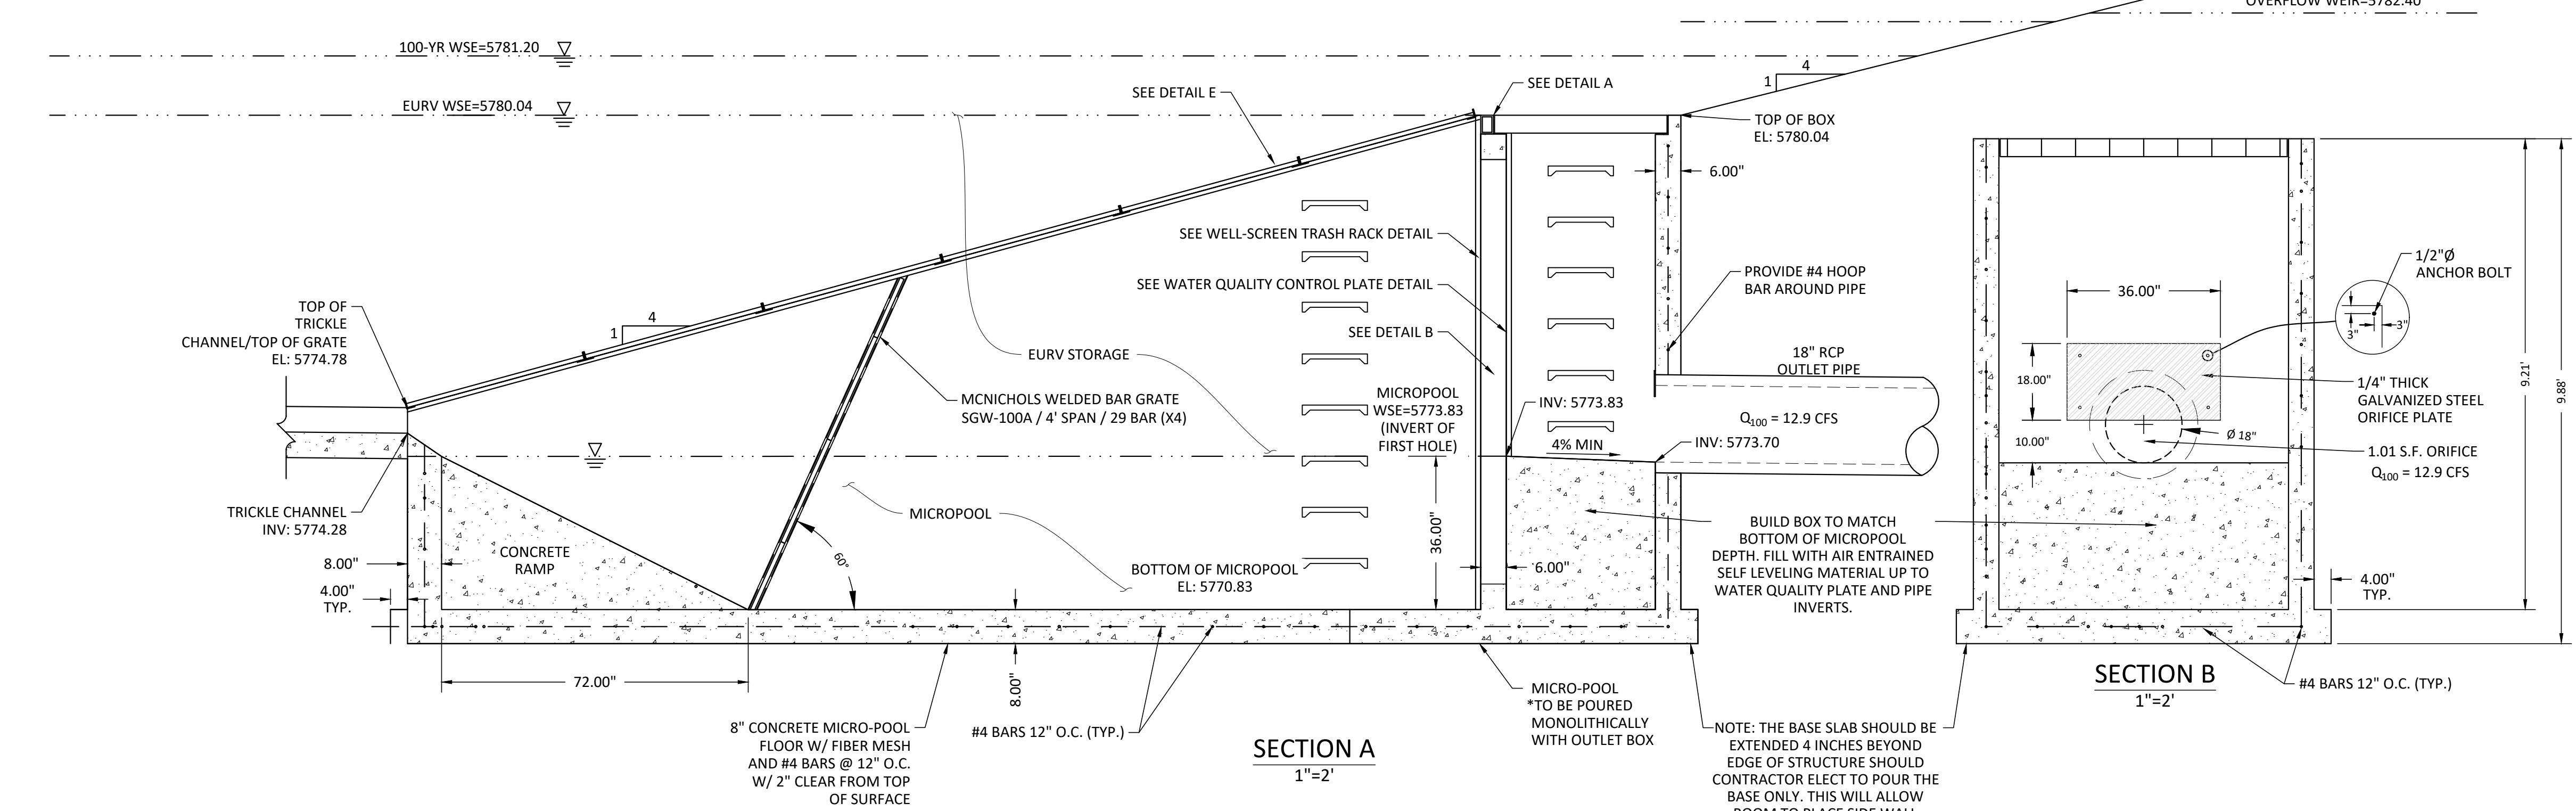 OVERFLOW WEIR=5782.40
100-YR WSE=5781.20
EURV WSE=5780.04
SEE DETAIL E
SEE DETAIL A
4
1
TOP OF BOX
EL: 5780.04
6.00"
SEE WELL-SCREEN TRASH RACK DETAIL
SEE WATER QUALITY CONTROL PLATE DETAIL
SEE DETAIL B
PROVIDE #4 HOOP
BAR AROUND PIPE
TOP OF
TRICKLE
CHANNEL/TOP OF GRATE
EL: 5774.78
4
1
EURV STORAGE
MCNICHOLS WELDED BAR GRATE
SGW-100A / 4' SPAN / 29 BAR (X4)
MICROPOOL
WSE=5773.83
(INVERT OF
FIRST HOLE)
INV: 5773.83
4% MIN
18" RCP
OUTLET PIPE
Q100 = 12.9 CFS
INV: 5773.70
TRICKLE CHANNEL
INV: 5774.28
8.00"
4.00"
TYP.
CONCRETE
RAMP
MICROPOOL
60°
BOTTOM OF MICROPOOL
EL: 5770.83
36.00"
6.00"
BUILD BOX TO MATCH
BOTTOM OF MICROPOOL
DEPTH. FILL WITH AIR ENTRAINED
SELF LEVELING MATERIAL UP TO
WATER QUALITY PLATE AND PIPE
INVERTS.
72.00"
8.00"
8" CONCRETE MICRO-POOL
FLOOR W/ FIBER MESH
AND #4 BARS @ 12" O.C.
W/ 2" CLEAR FROM TOP
OF SURFACE
#4 BARS 12" O.C. (TYP.)
MICRO-POOL
*TO BE POURED
MONOLITHICALLY
WITH OUTLET BOX
NOTE: THE BASE SLAB SHOULD BE
EXTENDED 4 INCHES BEYOND
EDGE OF STRUCTURE SHOULD
CONTRACTOR ELECT TO POUR THE
BASE ONLY. THIS WILL ALLOW
ROOM TO PLACE SIDE WALL
SECTION A
1"=2'
36.00"
18.00"
10.00"
Ø 18"
1/2"Ø
ANCHOR BOLT
3"
3"
1/4" THICK
GALVANIZED STEEL
ORIFICE PLATE
1.01 S.F. ORIFICE
Q100 = 12.9 CFS
9.21'
9.88'
4.00"
TYP.
#4 BARS 12" O.C. (TYP.)
SECTION B
1"=2'